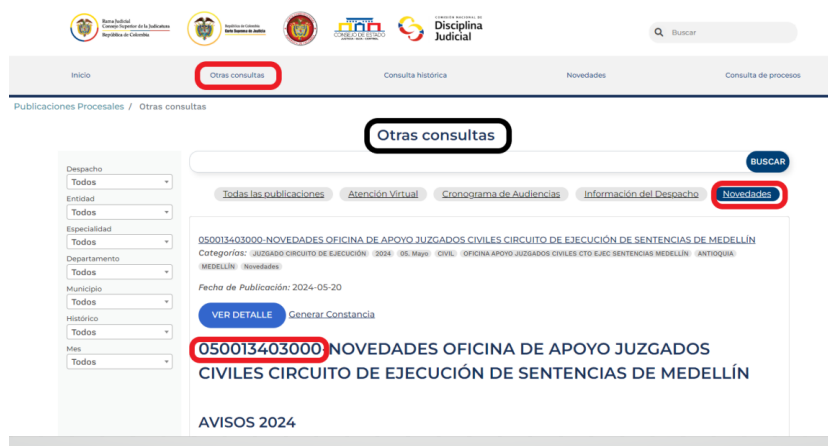 Rama Judicial
Consejo Superior de la Judicatura
República de Colombia
República de Colombia
Corte Suprema de Justicia
CONSEJO DE ESTADO
COMISIÓN NACIONAL DE
Disciplina
Judicial
Buscar
Inicio
Otras consultas
Consulta histórica
Novedades
Consulta de procesos
Publicaciones Procesales / Otras consultas
Otras consultas
BUSCAR
Todas las publicaciones
Atención Virtual
Cronograma de Audiencias
Información del Despacho
Novedades
Despacho
Todos
Entidad
Todos
Especialidad
Todos
Departamento
Todos
Municipio
Todos
Histórico
Todos
Mes
Todos
050013403000-NOVEDADES OFICINA DE APOYO JUZGADOS CIVILES CIRCUITO DE EJECUCIÓN DE SENTENCIAS DE MEDELLÍN
Categorías: JUZGADO CIRCUITO DE EJECUCIÓN 2024 05. Mayo CIVIL OFICINA APOYO JUZGADOS CIVILES CTO EJEC SENTENCIAS MEDELLÍN ANTIOQUIA
MEDELLÍN Novedades
Fecha de Publicación: 2024-05-20
VER DETALLE
Generar Constancia
050013403000-NOVEDADES OFICINA DE APOYO JUZGADOS
CIVILES CIRCUITO DE EJECUCIÓN DE SENTENCIAS DE MEDELLÍN
AVISOS 2024